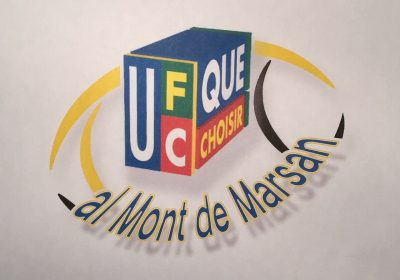 UFC
QUE
CHOISIR
al Mont de Marsan